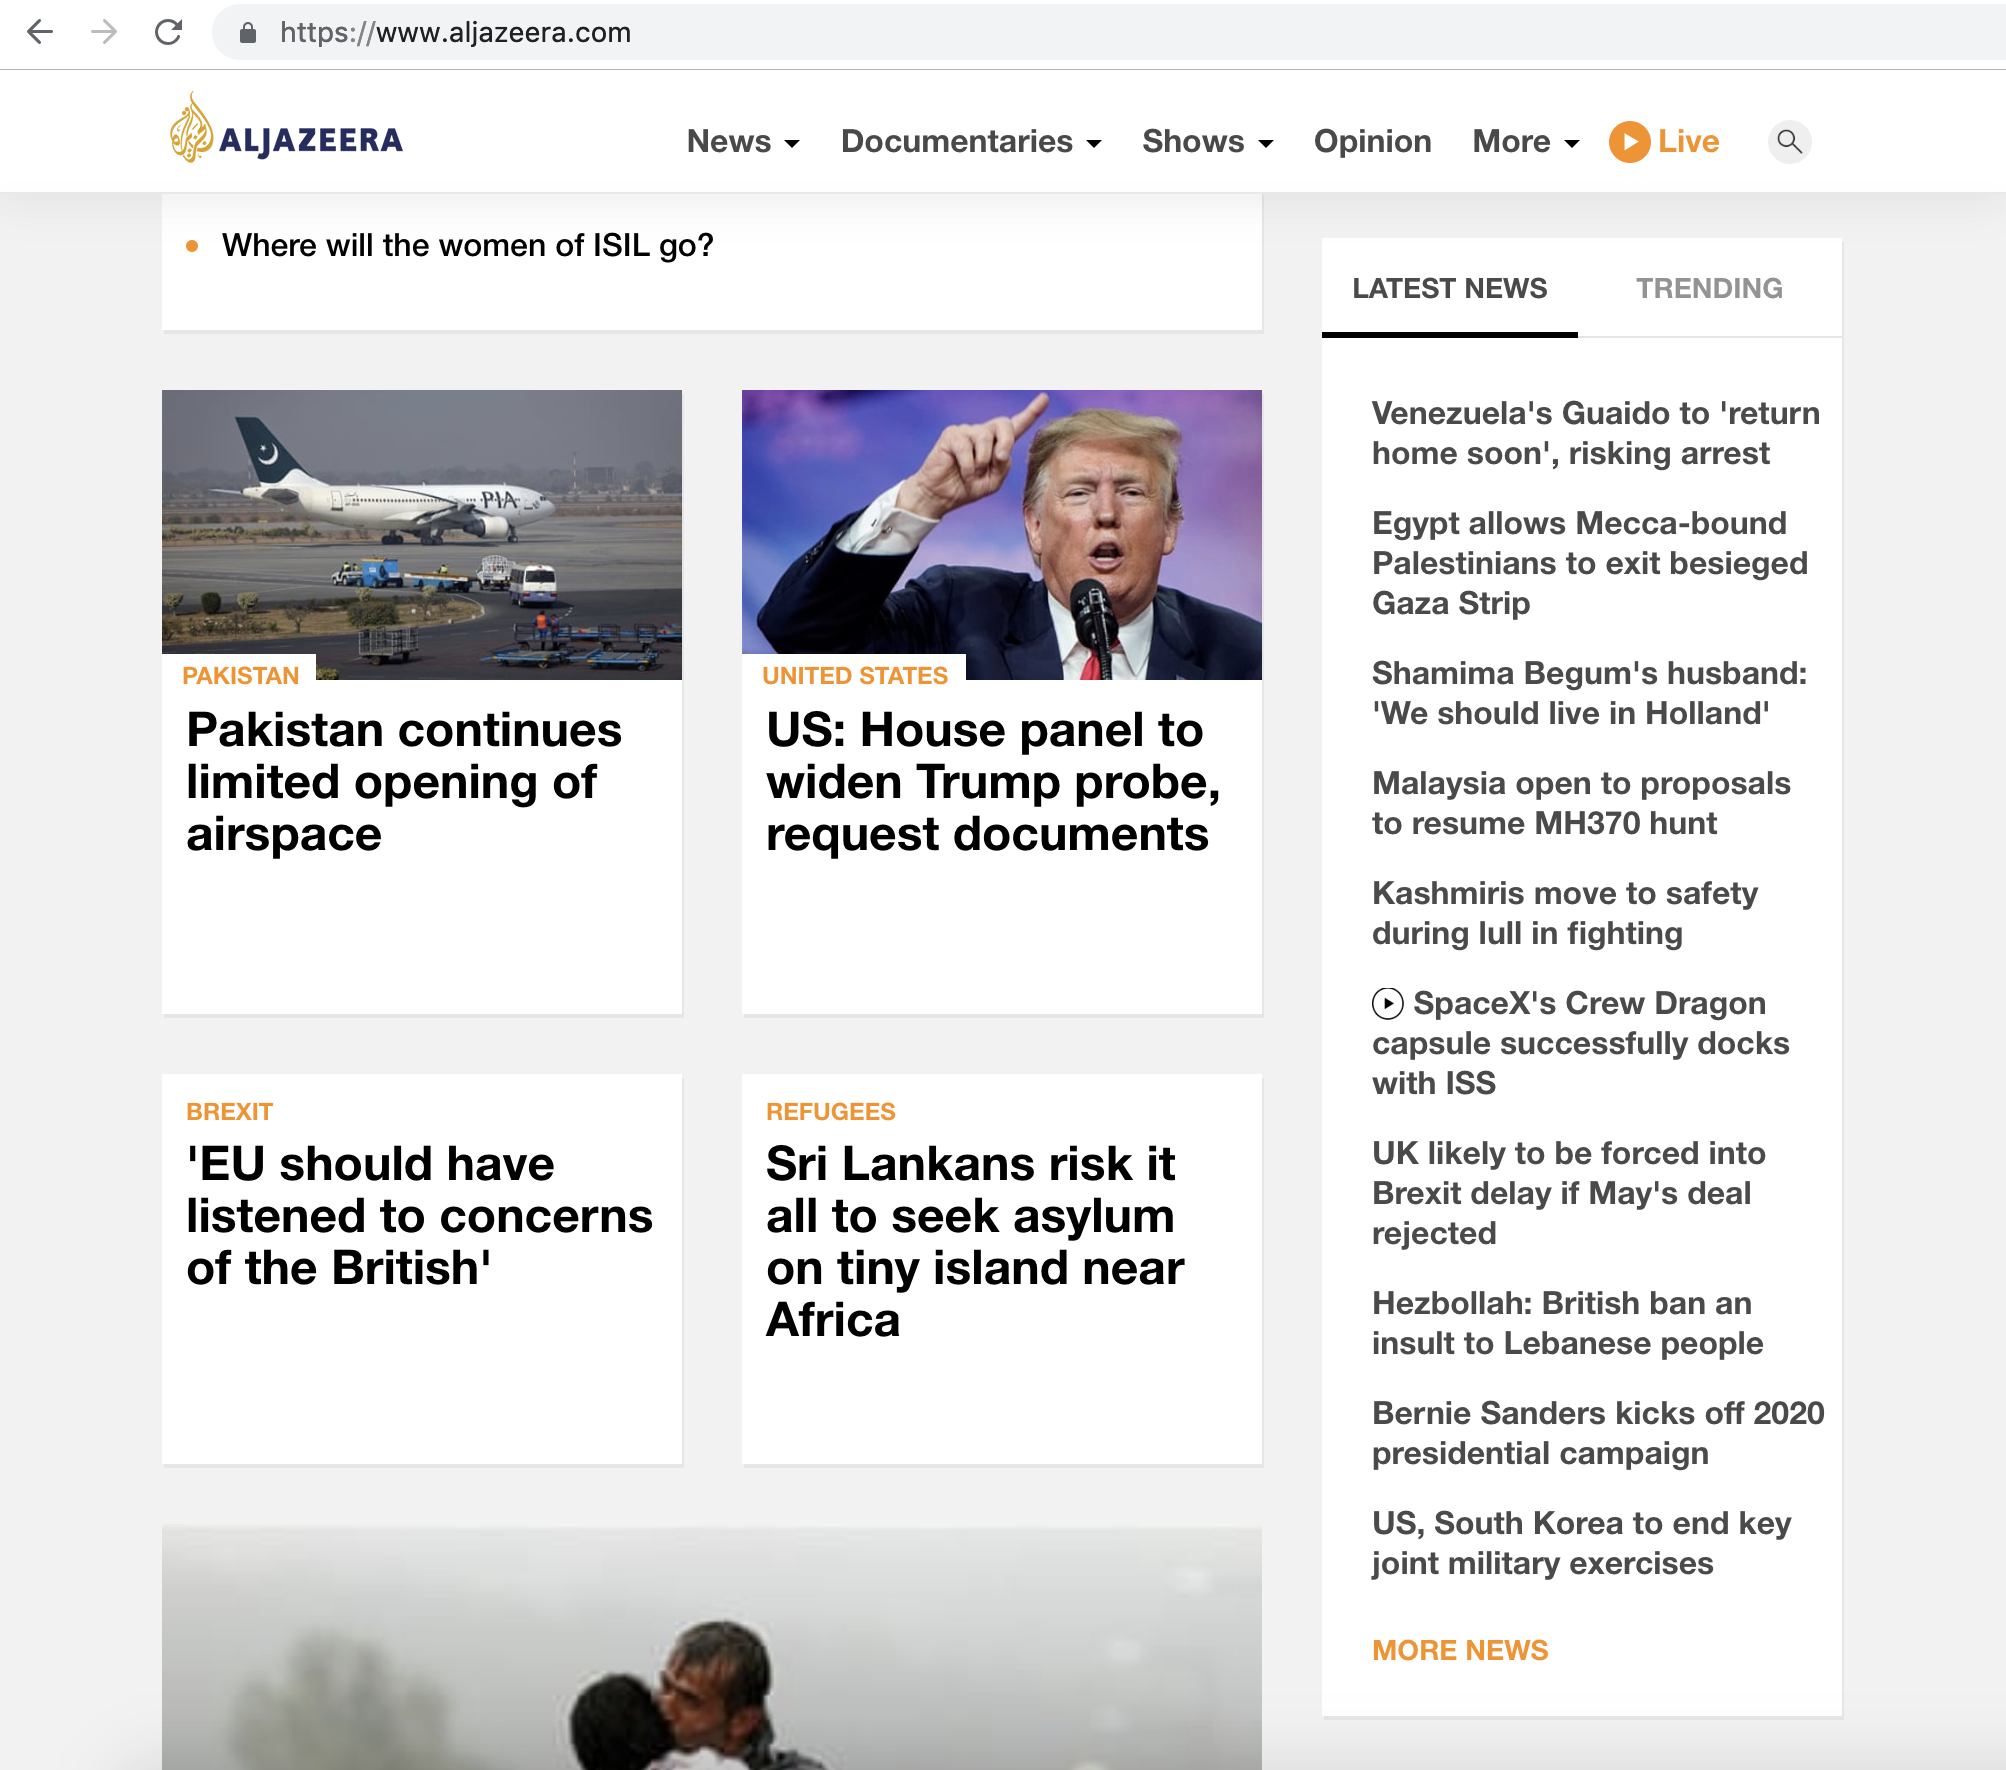 https://www.aljazeera.com
ALJAZEERA
News
Documentaries
Shows
Opinion
More
Live
Where will the women of ISIL go?
PIA
PAKISTAN
Pakistan continues
limited opening of
airspace
UNITED STATES
US: House panel to
widen Trump probe,
request documents
BREXIT
'EU should have
listened to concerns
of the British'
REFUGEES
Sri Lankans risk it
all to seek asylum
on tiny island near
Africa
LATEST NEWS
TRENDING
Venezuela's Guaido to 'return
home soon', risking arrest
Egypt allows Mecca-bound
Palestinians to exit besieged
Gaza Strip
Shamima Begum's husband:
'We should live in Holland'
Malaysia open to proposals
to resume MH370 hunt
Kashmiris move to safety
during lull in fighting
SpaceX's Crew Dragon
capsule successfully docks
with ISS
UK likely to be forced into
Brexit delay if May's deal
rejected
Hezbollah: British ban an
insult to Lebanese people
Bernie Sanders kicks off 2020
presidential campaign
US, South Korea to end key
joint military exercises
MORE NEWS